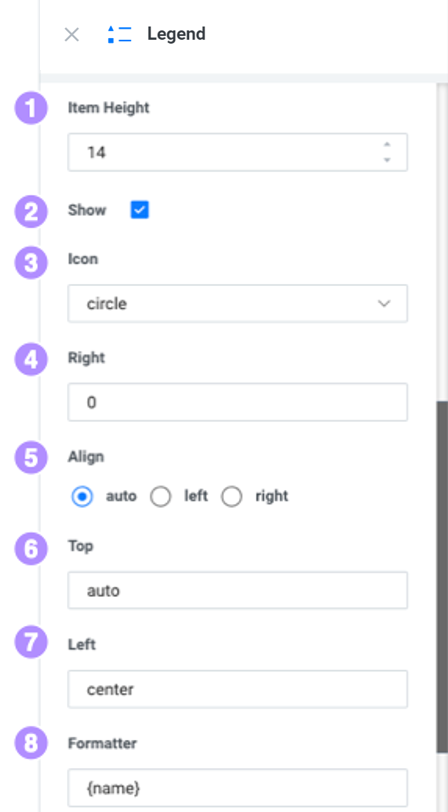 Legend
1 Item Height
14
2 Show
3 Icon
circle
4 Right
0
5 Align
auto left right
6 Top
auto
7 Left
center
8 Formatter
{name}